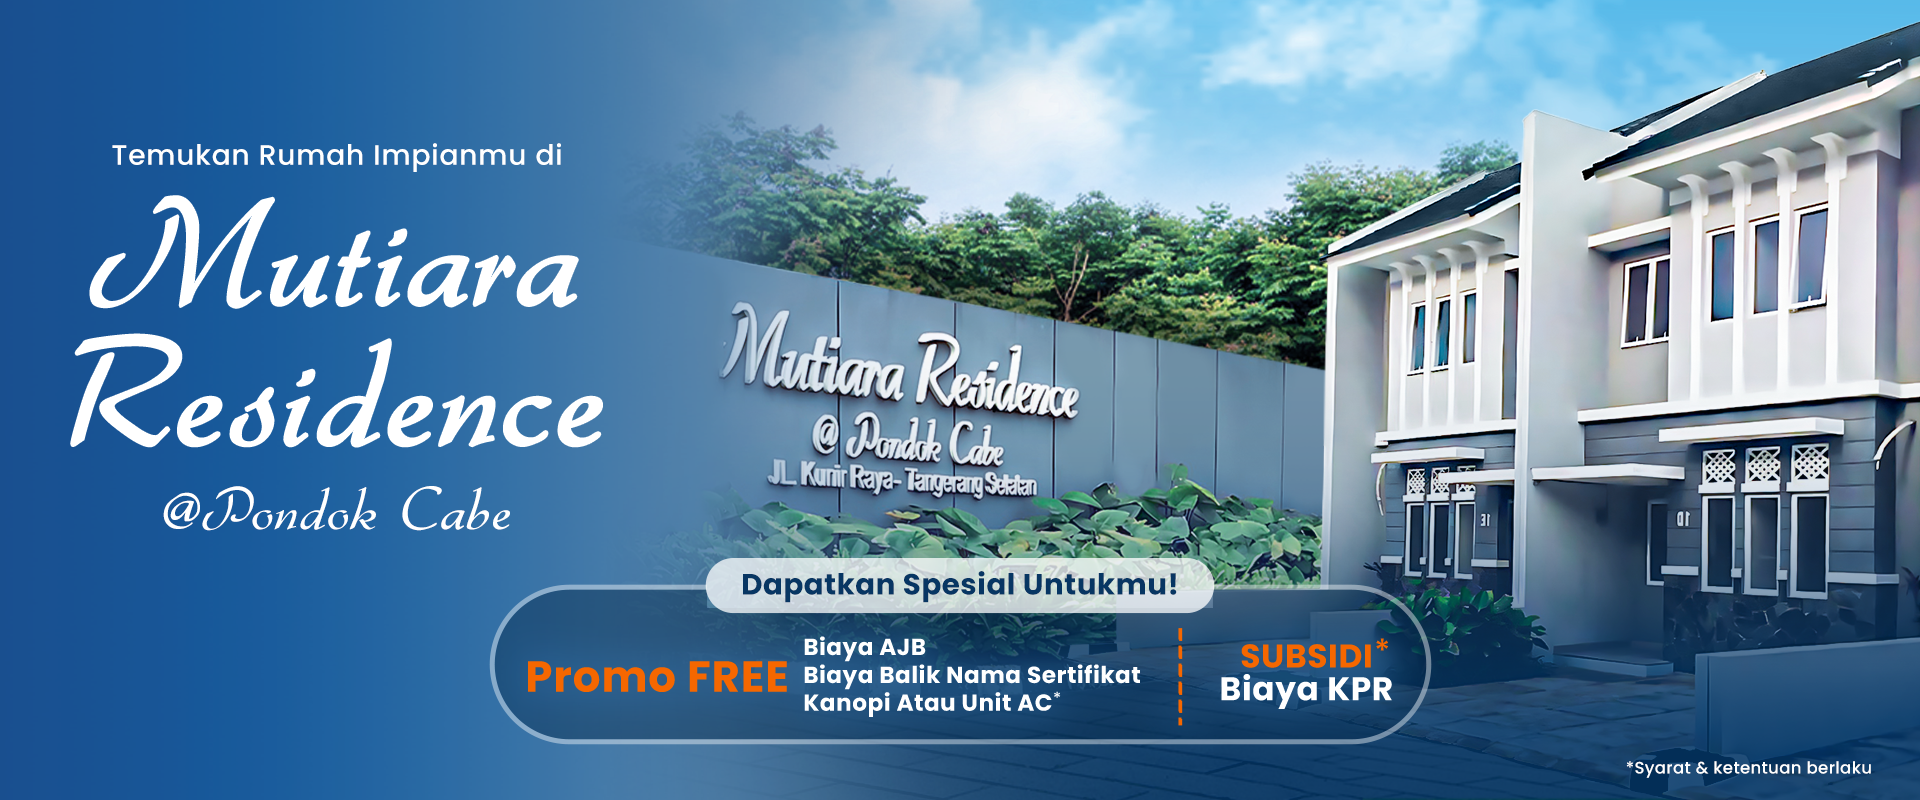 Temukan Rumah Impianmu di
Mutiara
Residence
@Pondok Cabe
Mutiara Residence
@ Pondok Cabe
JL. Kunir Raya - Tangerang Selatan
1E
1D
Dapatkan Spesial Untukmu!
Promo FREE
Biaya AJB
Biaya Balik Nama Sertifikat
Kanopi Atau Unit AC*
SUBSIDI*
Biaya KPR
*Syarat & ketentuan berlaku